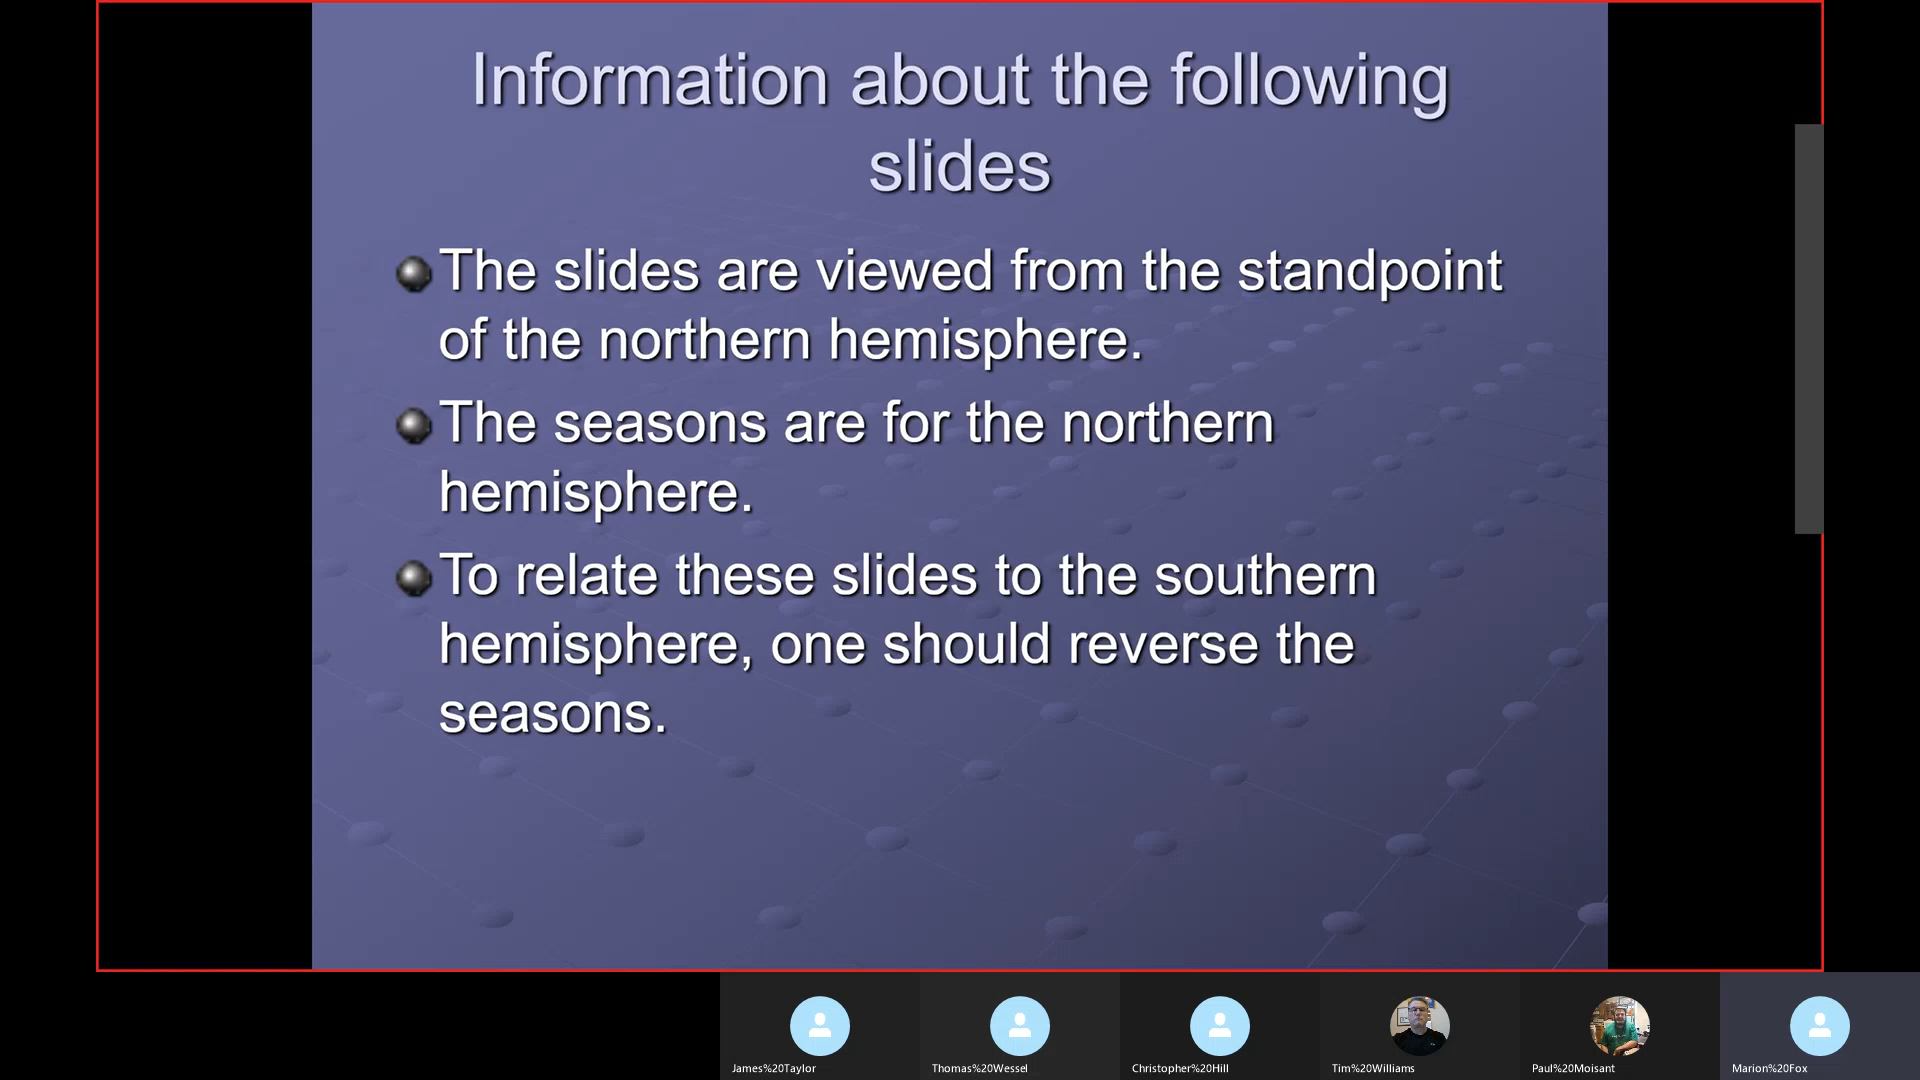 Information about the following
slides
The slides are viewed from the standpoint
of the northern hemisphere.
The seasons are for the northern
hemisphere.
To relate these slides to the southern
hemisphere, one should reverse the
seasons.
James%20Taylor
Thomas%20Wessel
Christopher%20Hill
Tim%20Williams
Paul%20Moisant
Marion%20Fox